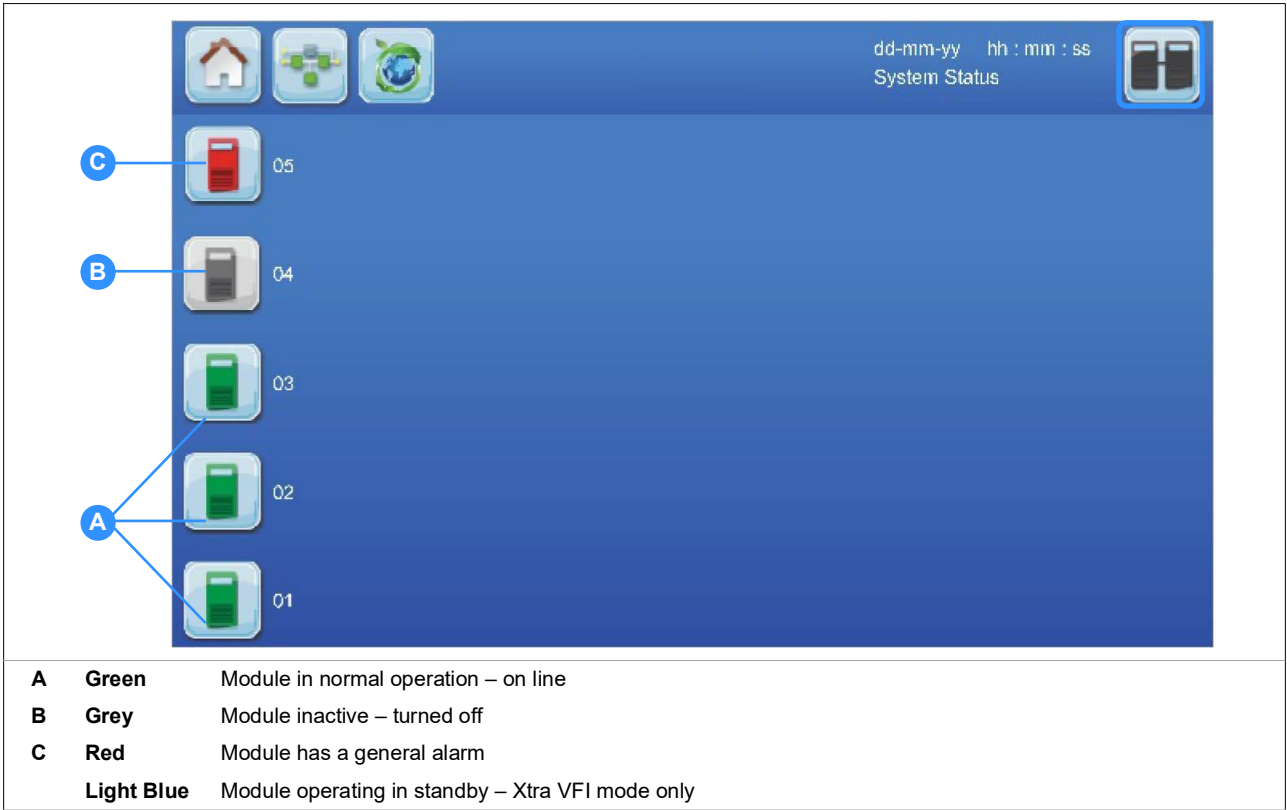 dd-mm-yy hh : mm : ss
System Status
C
05
B
04
03
A
02
01
A Green Module in normal operation – on line
B Grey Module inactive – turned off
C Red Module has a general alarm
Light Blue Module operating in standby – Xtra VFI mode only